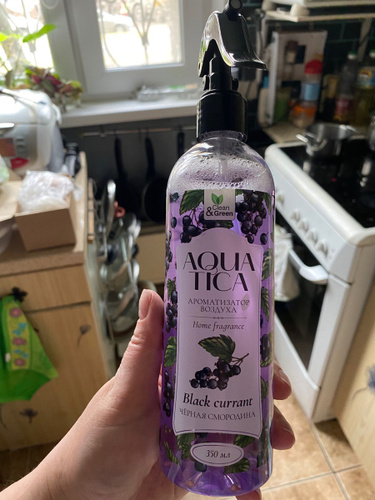 Clean
&Green
AQUA
TICA
АРОМАТИЗАТОР
ВОЗДУХА
Home fragrance
Black currant
ЧЁРНАЯ СМОРОДИНА
350 мл